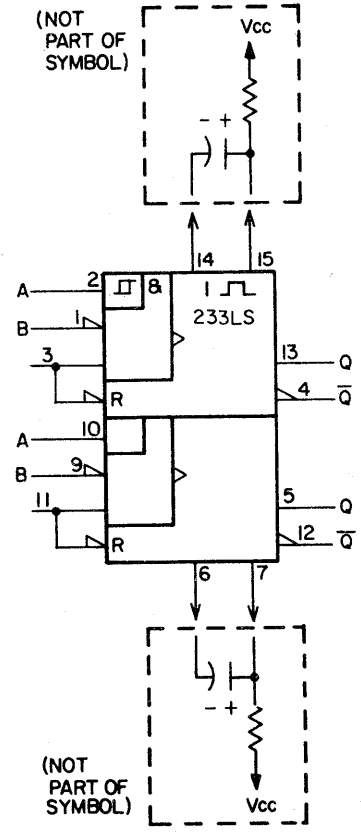 (NOT
PART OF
SYMBOL)
Vcc
- +
14 15
A 2 & 1
B 1 233LS
3 13 Q
R 4 Q̅
A 10
B 9
11 5 Q
R 12 Q̅
6 7
- +
(NOT
PART OF
SYMBOL)
Vcc